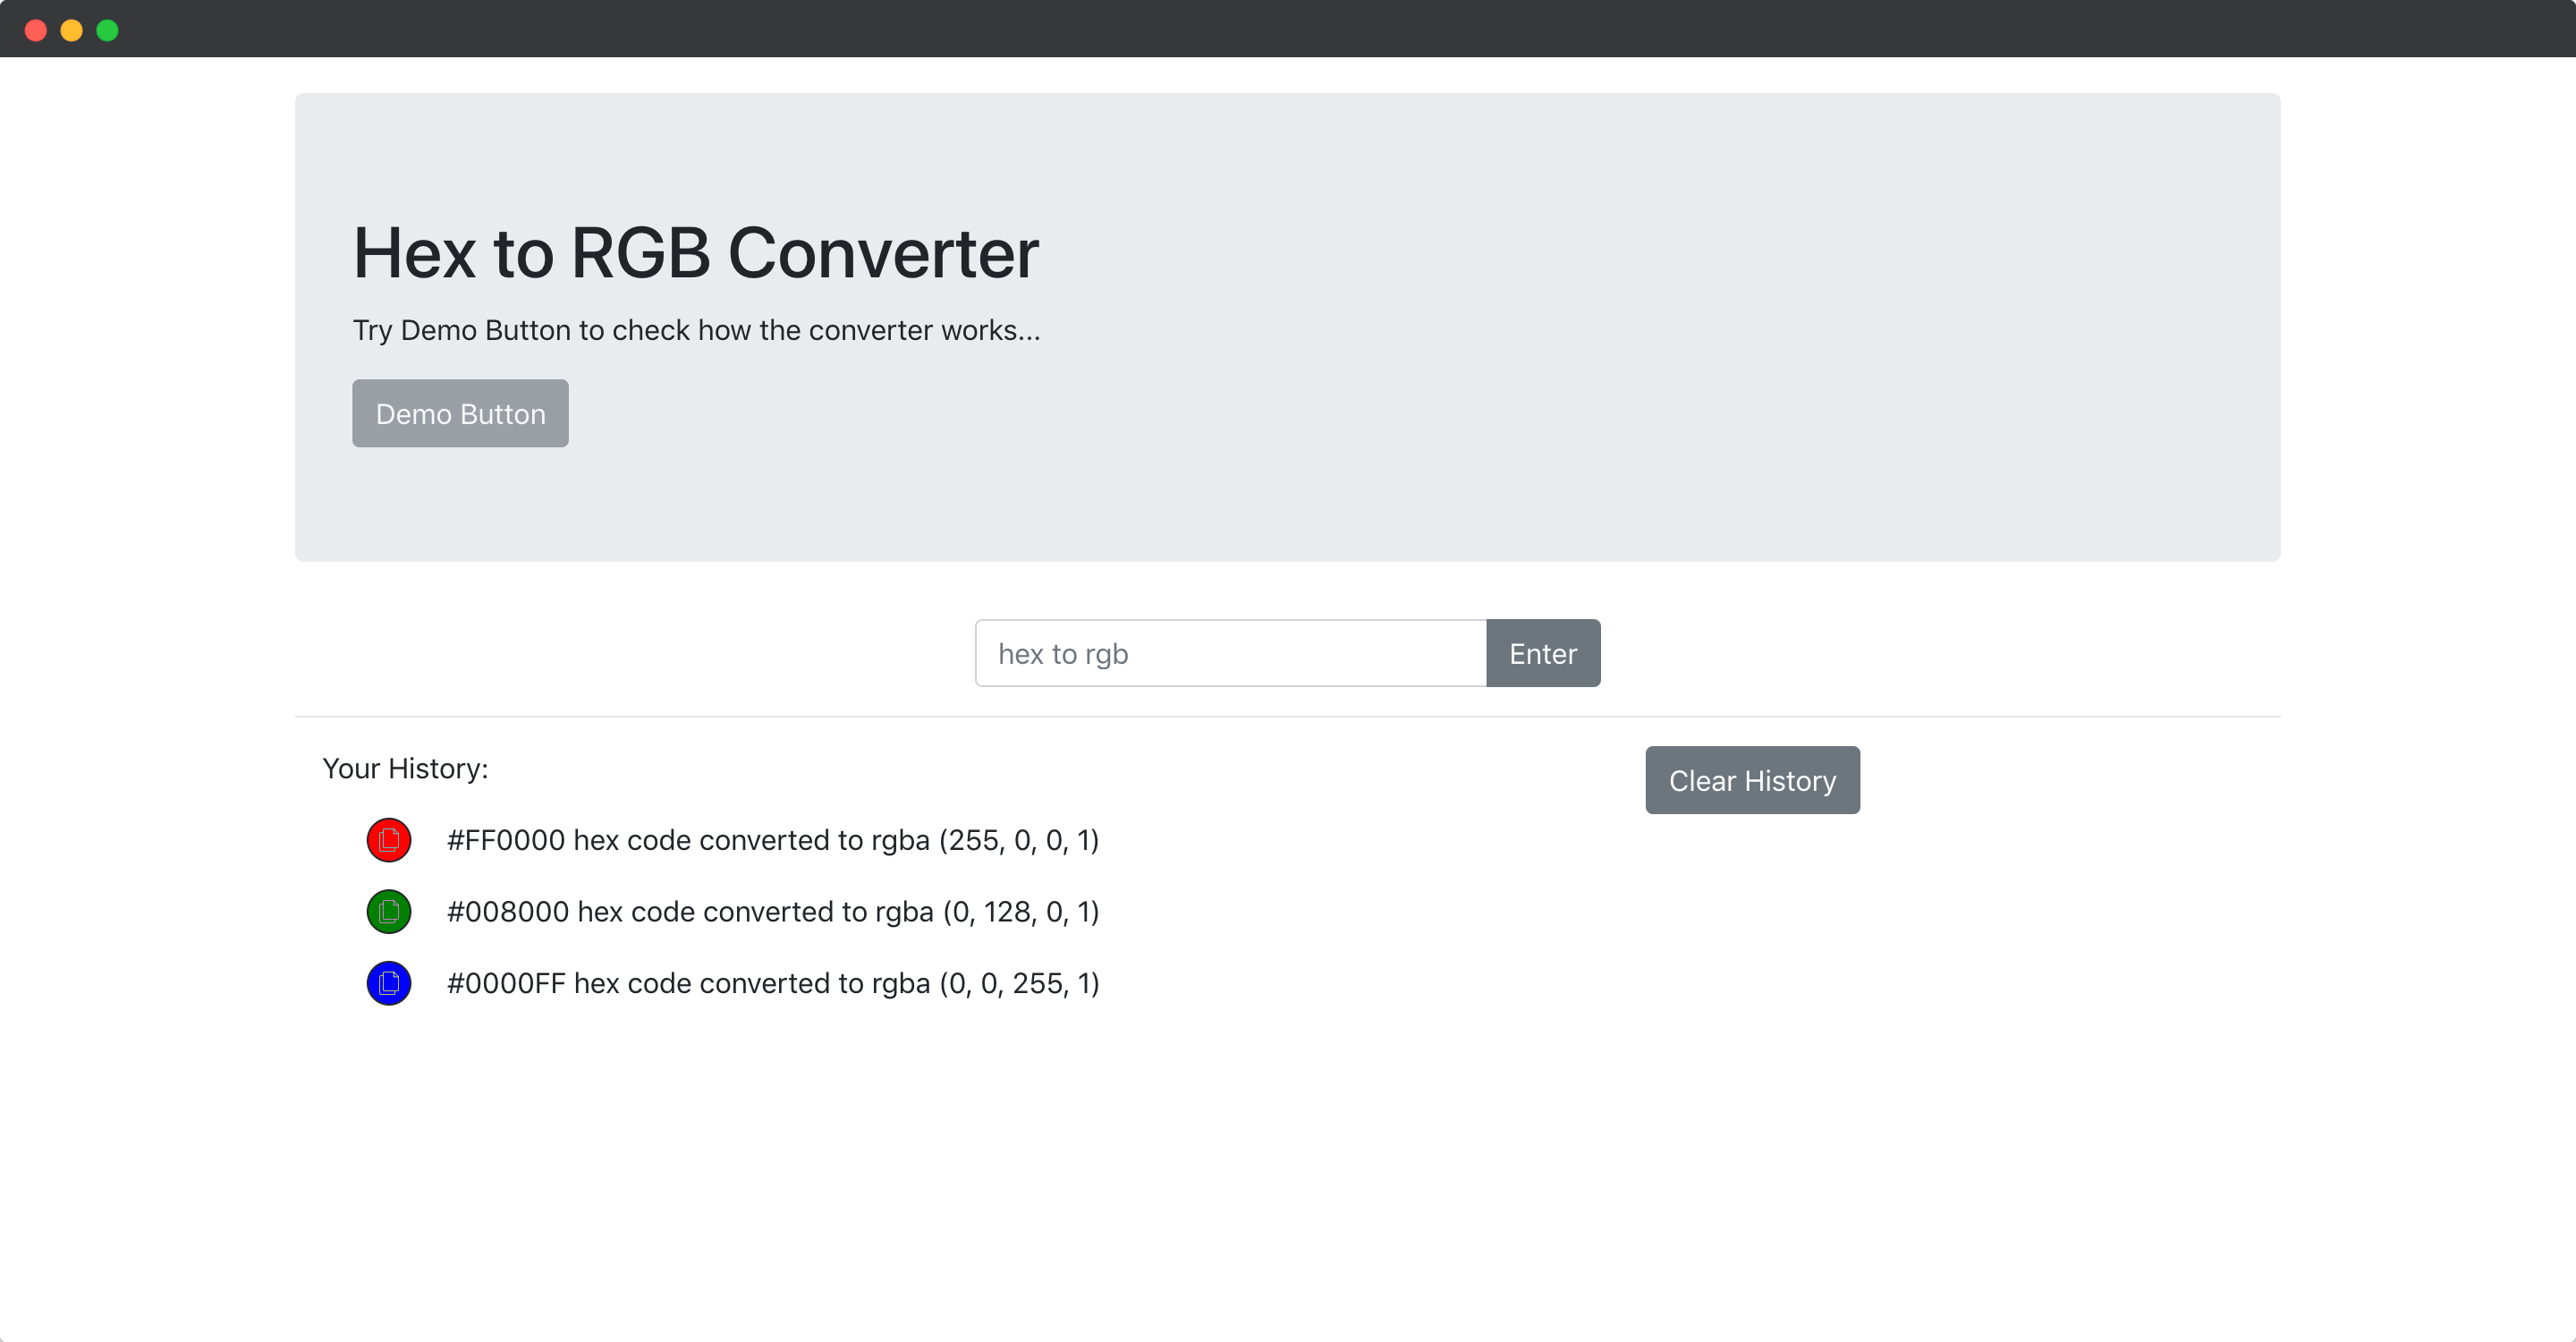 Hex to RGB Converter
Try Demo Button to check how the converter works...
Demo Button
hex to rgb
Enter
Your History:
Clear History
#FF0000 hex code converted to rgba (255, 0, 0, 1)
#008000 hex code converted to rgba (0, 128, 0, 1)
#0000FF hex code converted to rgba (0, 0, 255, 1)